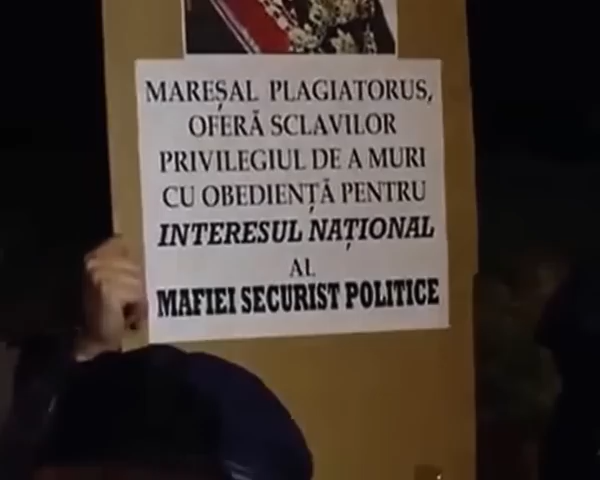 MAREȘAL PLAGIATORUS,
OFERĂ SCLAVILOR
PRIVILEGIUL DE A MURI
CU OBEDIENȚĂ PENTRU
INTERESUL NAȚIONAL
AL
MAFIEI SECURIST POLITICE